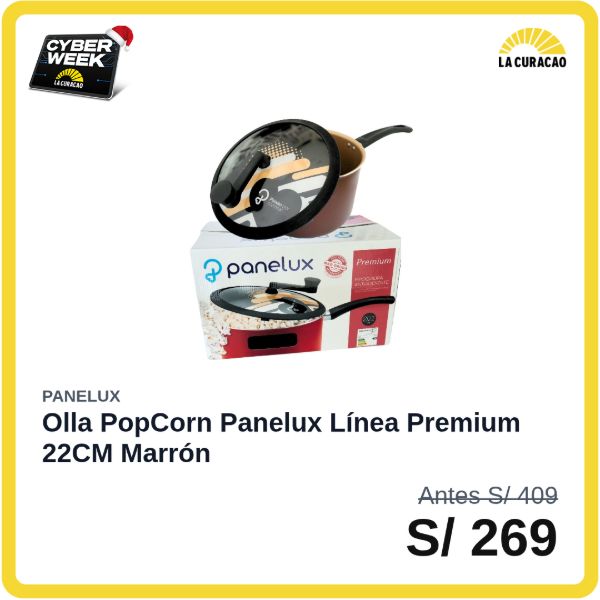 CYBER
WEEK
LA CURACAO
LA CURACAO
panelux
Premium
PANELUX
Olla PopCorn Panelux Línea Premium
22CM Marrón
Antes S/ 409
S/ 269